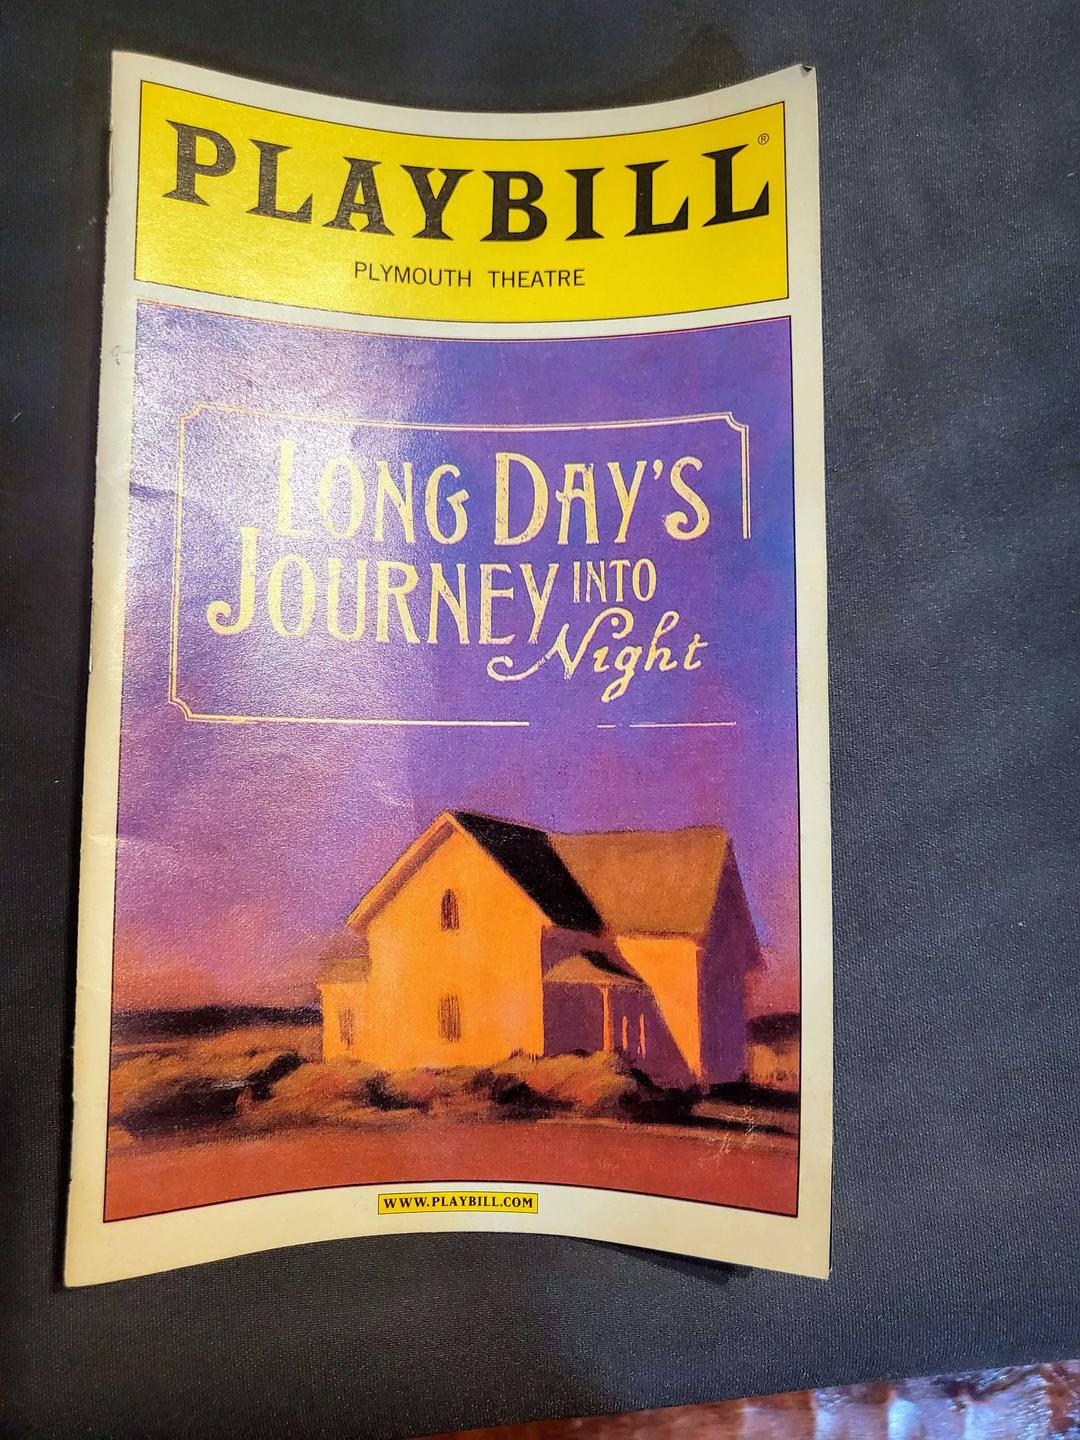 PLAYBILL®
PLYMOUTH THEATRE
LONG DAY'S
JOURNEY INTO
Night
WWW.PLAYBILL.COM